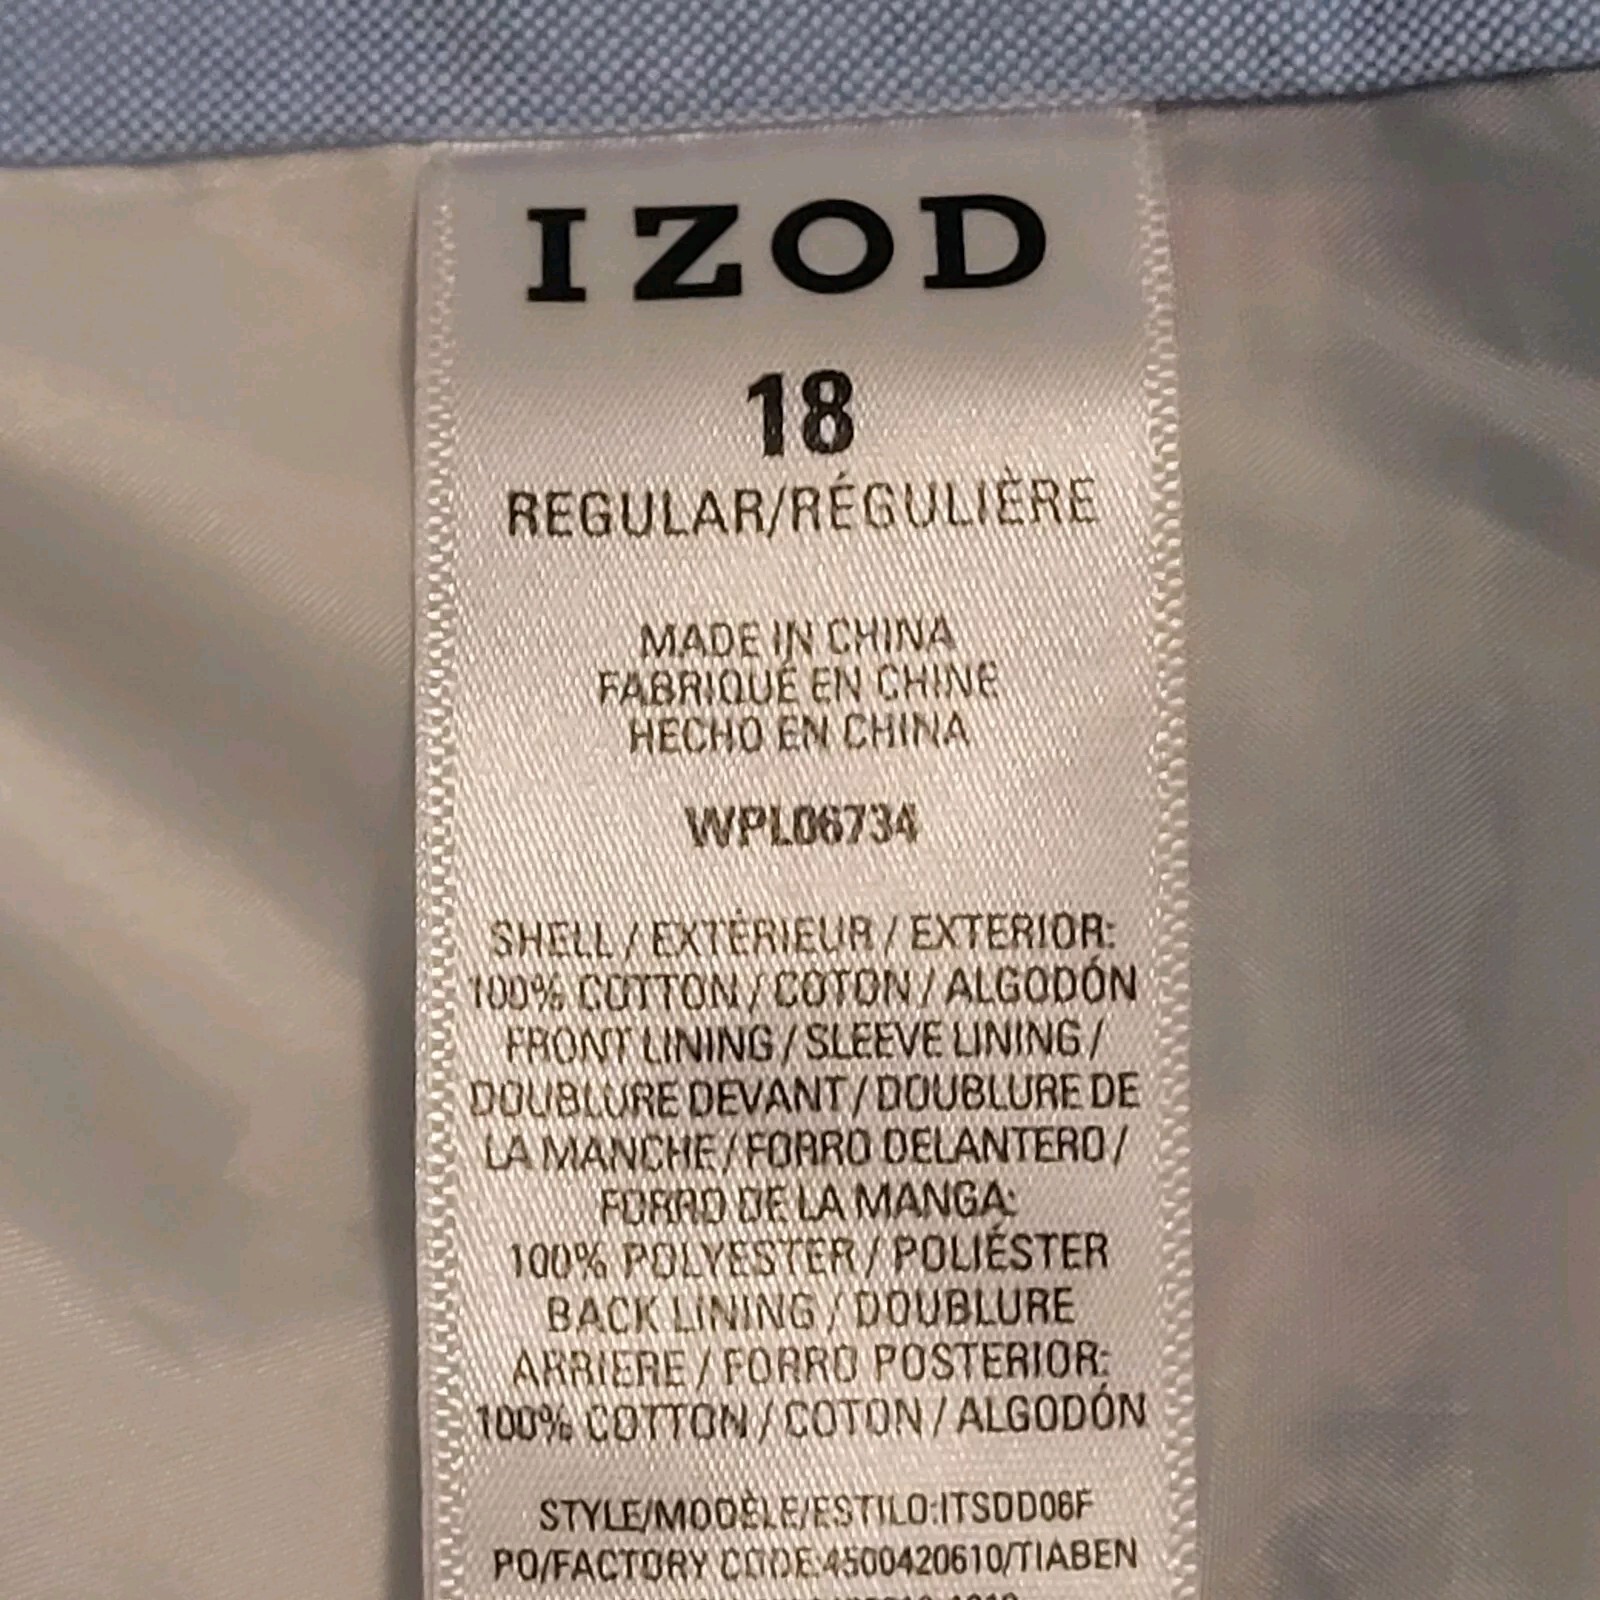 IZOD
18
REGULAR/RÉGULIÈRE
MADE IN CHINA
FABRIQUÉ EN CHINE
HECHO EN CHINA
WPL06734
SHELL / EXTÉRIEUR / EXTERIOR:
100% COTTON / COTON / ALGODÓN
FRONT LINING / SLEEVE LINING /
DOUBLURE DEVANT / DOUBLURE DE
LA MANCHE / FORRO DELANTERO /
FORRO DE LA MANGA:
100% POLYESTER / POLIÉSTER
BACK LINING / DOUBLURE
ARRIERE / FORRO POSTERIOR:
100% COTTON / COTON / ALGODÓN
STYLE/MODÈLE/ESTILO:ITSDD06F
PO/FACTORY CODE:4500420610/TIABEN